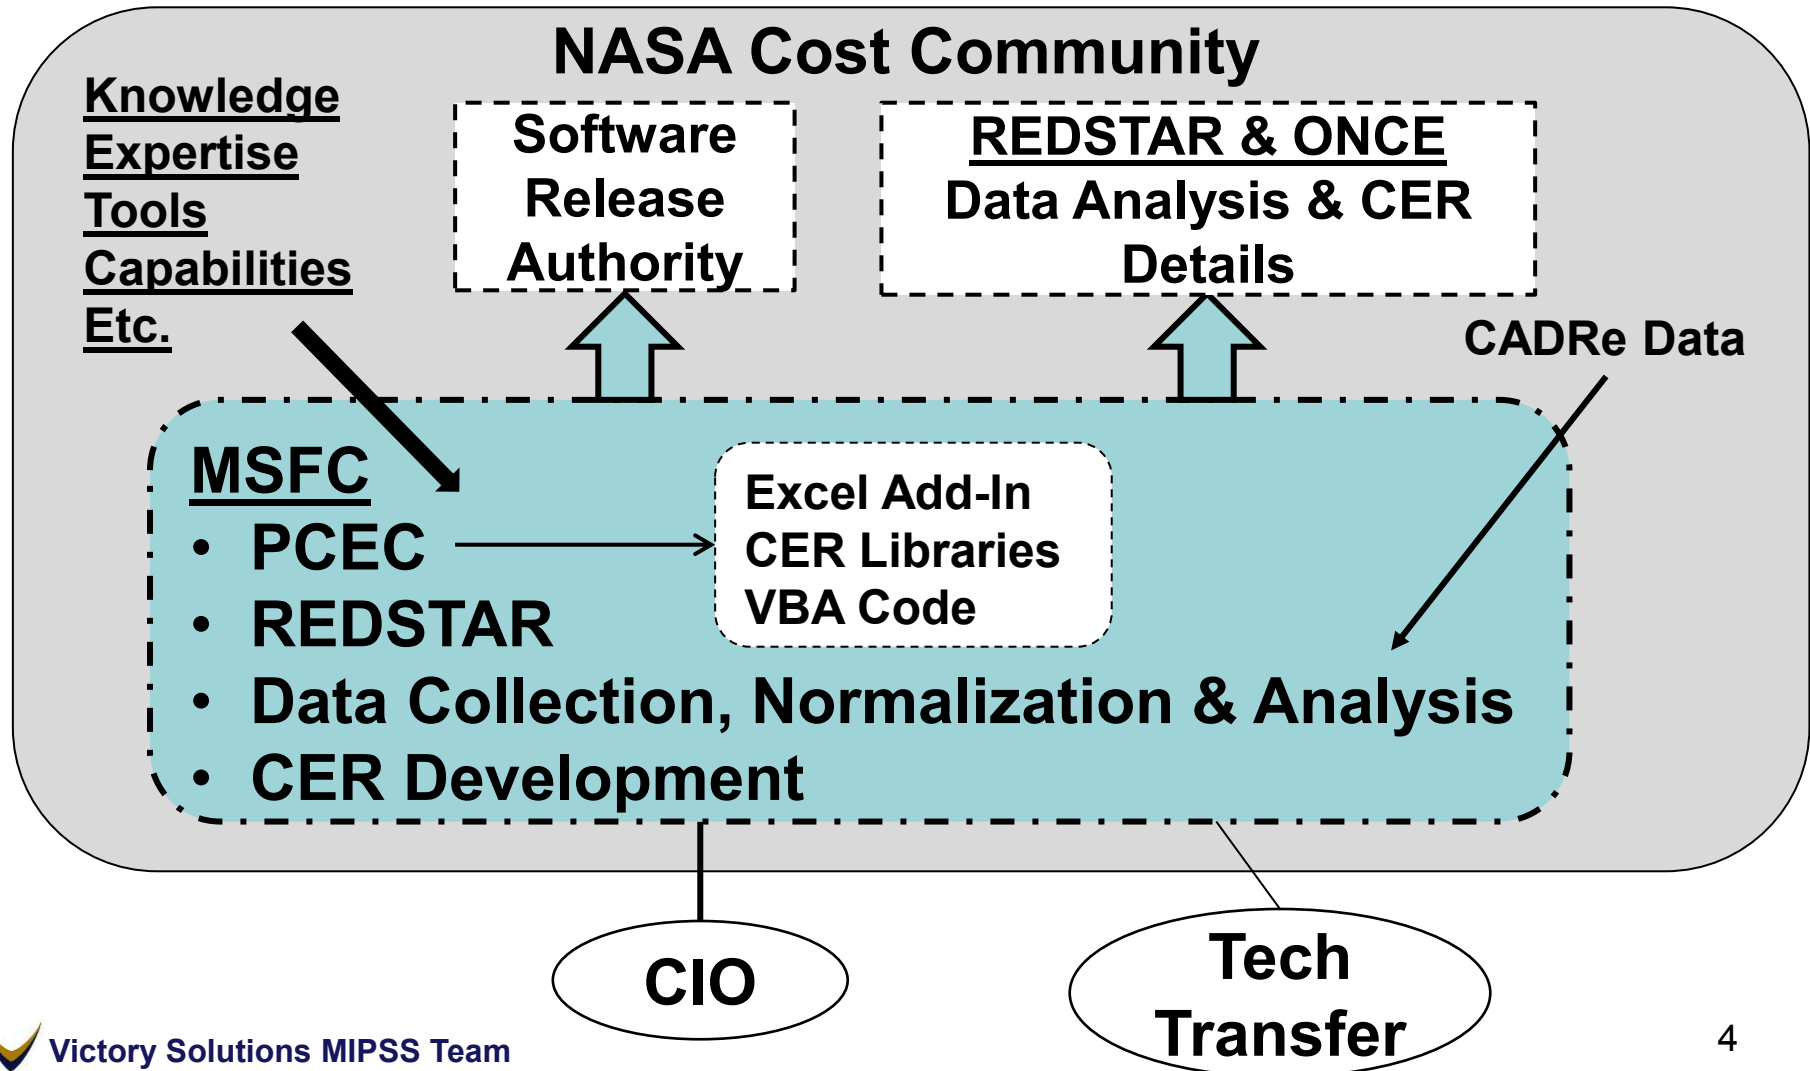 NASA Cost Community
Knowledge
Expertise
Tools
Capabilities
Etc.
Software
Release
Authority
REDSTAR & ONCE
Data Analysis & CER
Details
CADRe Data
MSFC
• PCEC
• REDSTAR
• Data Collection, Normalization & Analysis
• CER Development
Excel Add-In
CER Libraries
VBA Code
CIO
Tech
Transfer
Victory Solutions MIPSS Team
4